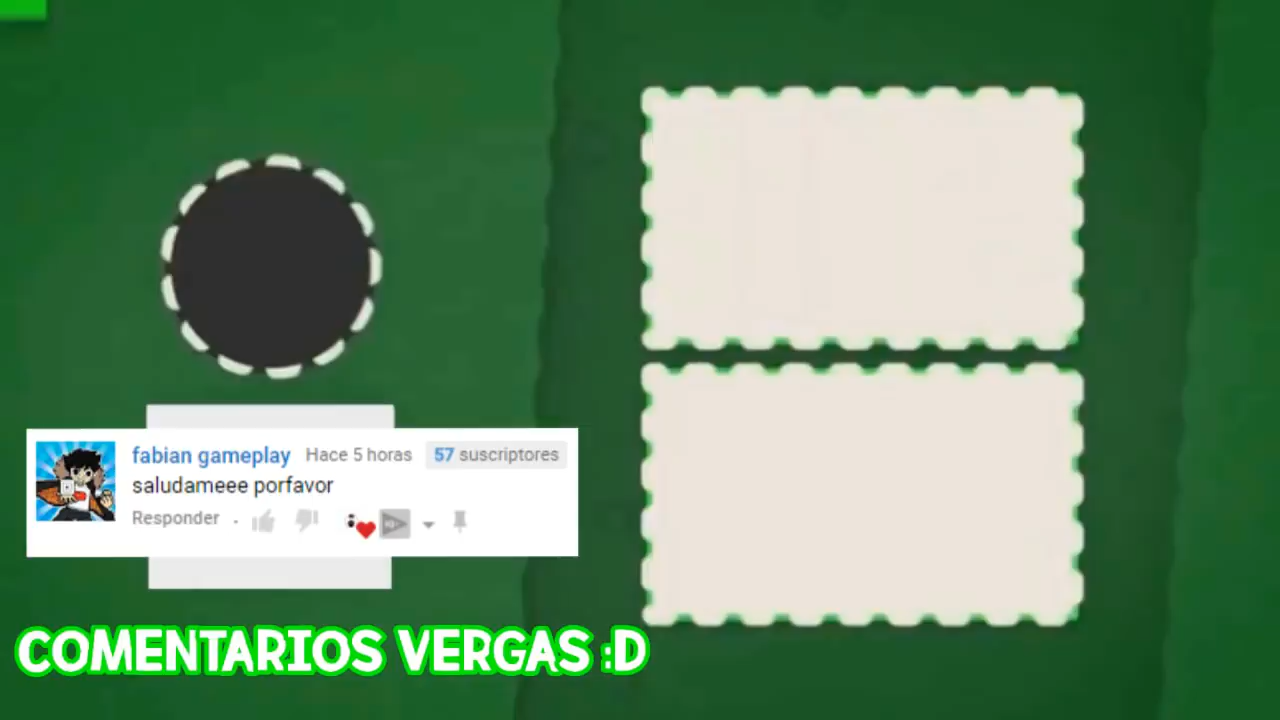 fabian gameplay Hace 5 horas 57 suscriptores
saludameee porfavor
Responder
COMENTARIOS VERGAS :D